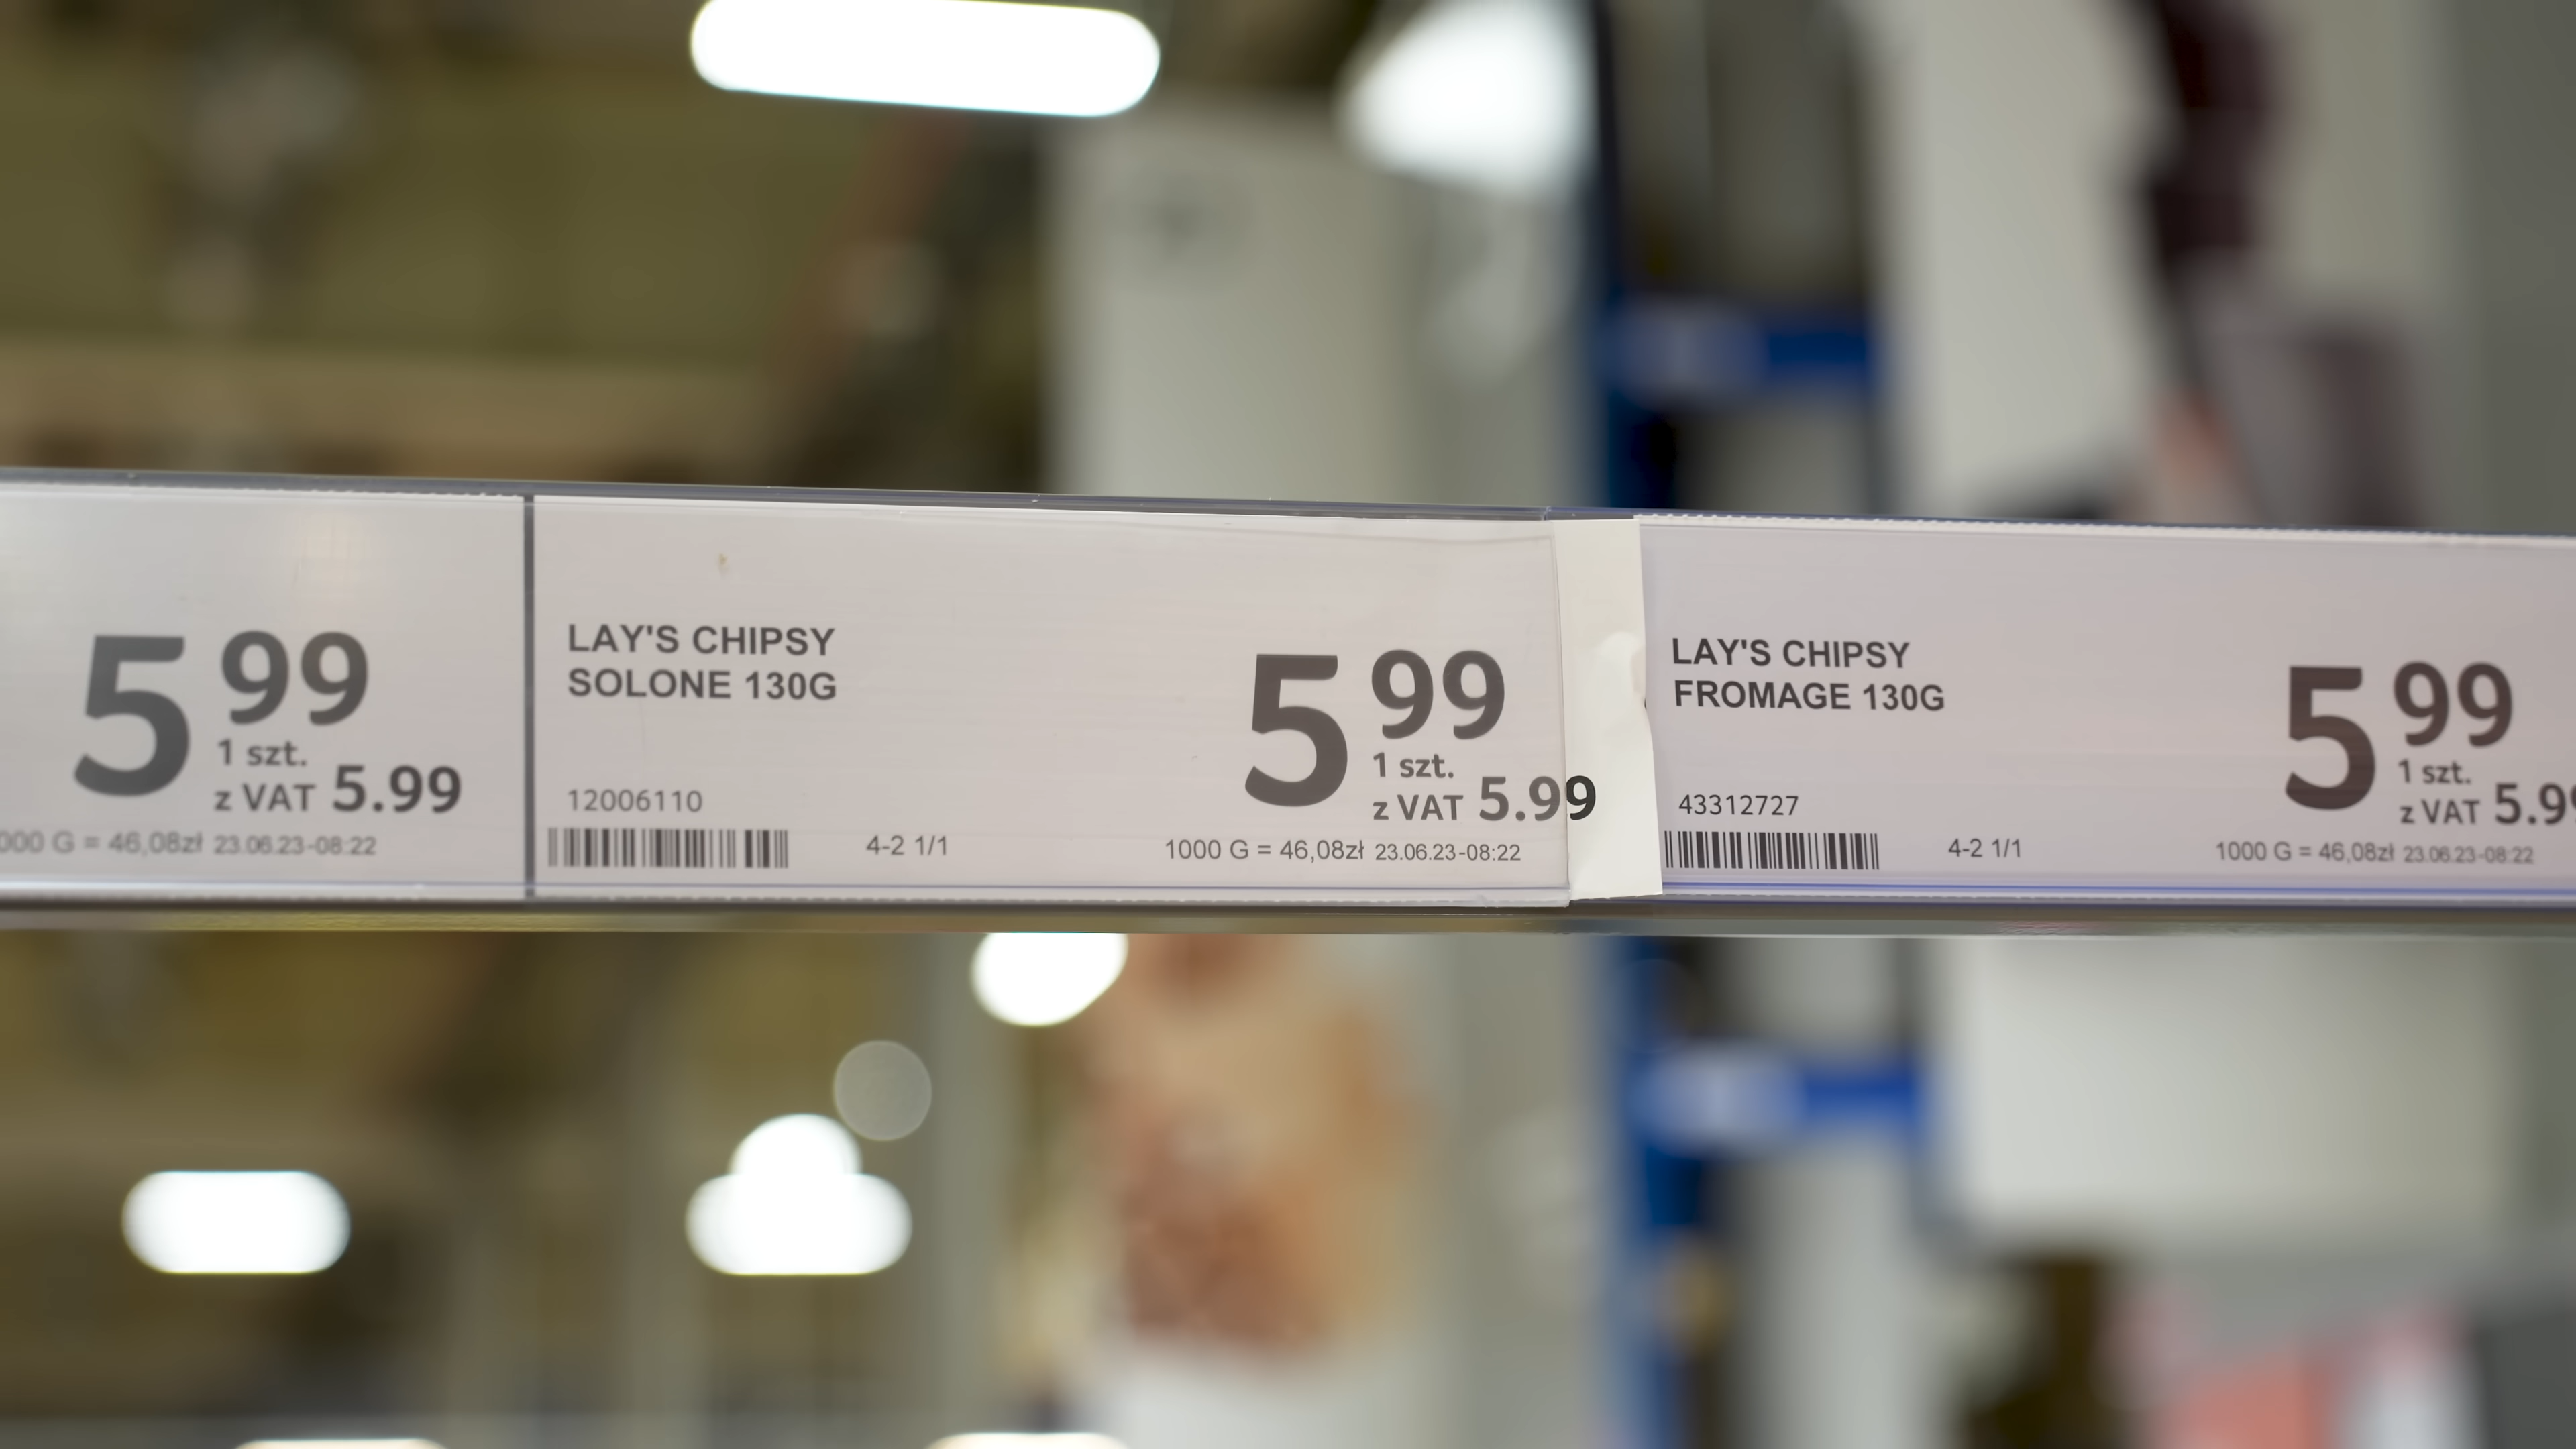 5 99
1 szt.
z VAT 5.99
000 G = 46,08zł 23.06.23-08:22
LAY'S CHIPSY
SOLONE 130G
12006110
4-2 1/1
5 99
1 szt.
z VAT 5.99
1000 G = 46,08zł 23.06.23-08:22
LAY'S CHIPSY
FROMAGE 130G
43312727
4-2 1/1
5 99
1 szt.
z VAT 5.99
1000 G = 46,08zł 23.06.23-08:22